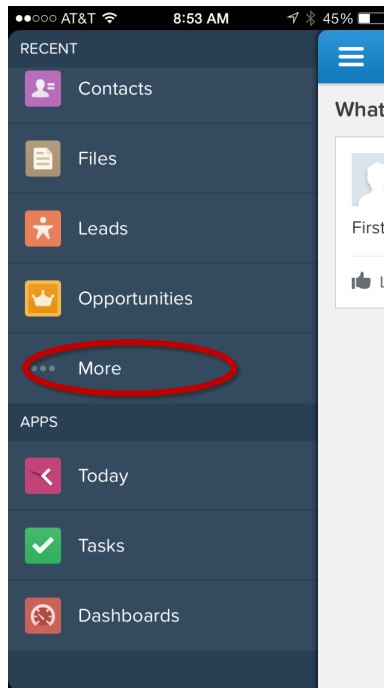 ●●○○○ AT&T 8:53 AM 45%
RECENT
Contacts
What
Files
Leads
First
Opportunities
L
More
APPS
Today
Tasks
Dashboards